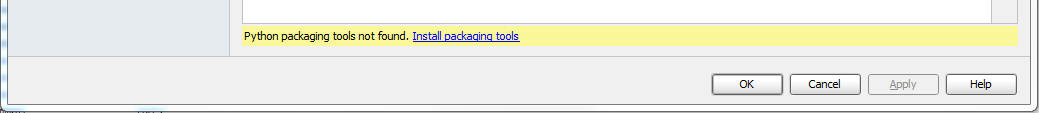 Python packaging tools not found. Install packaging tools
OK Cancel Apply Help